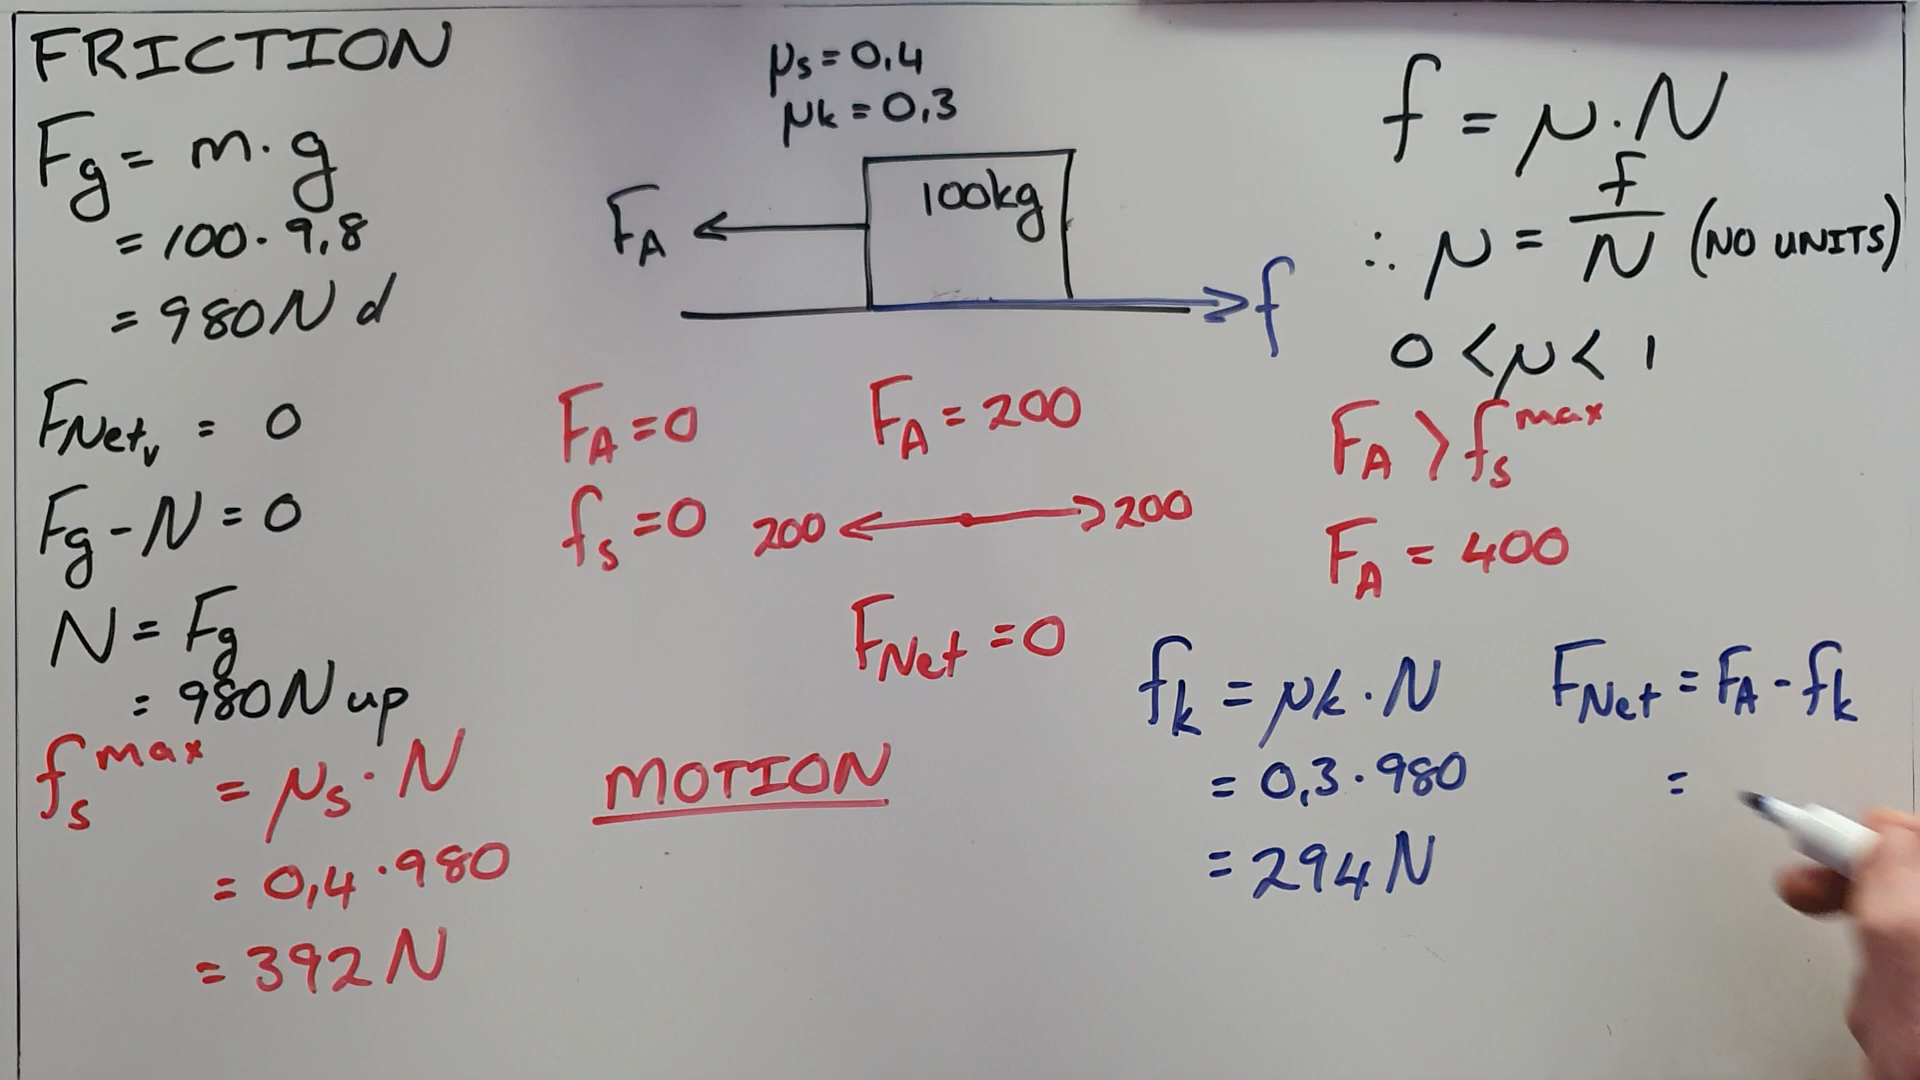 FRICTION
Fg = m·g
= 100·9,8
= 980N d
FNetᵥ = 0
Fg - N = 0
N = Fg
= 980N up
fₛᵐᵃˣ = μs·N
= 0,4·980
= 392N
μs = 0,4
μk = 0,3
100kg
FA
f
FA = 0
fs = 0
FA = 200
200 ↔ 200
FNet = 0
MOTION
f = μ·N
∴ μ = f/N (NO UNITS)
0 < μ < 1
FA > fₛᵐᵃˣ
FA = 400
fk = μk·N
= 0,3·980
= 294N
FNet = FA - fk
=